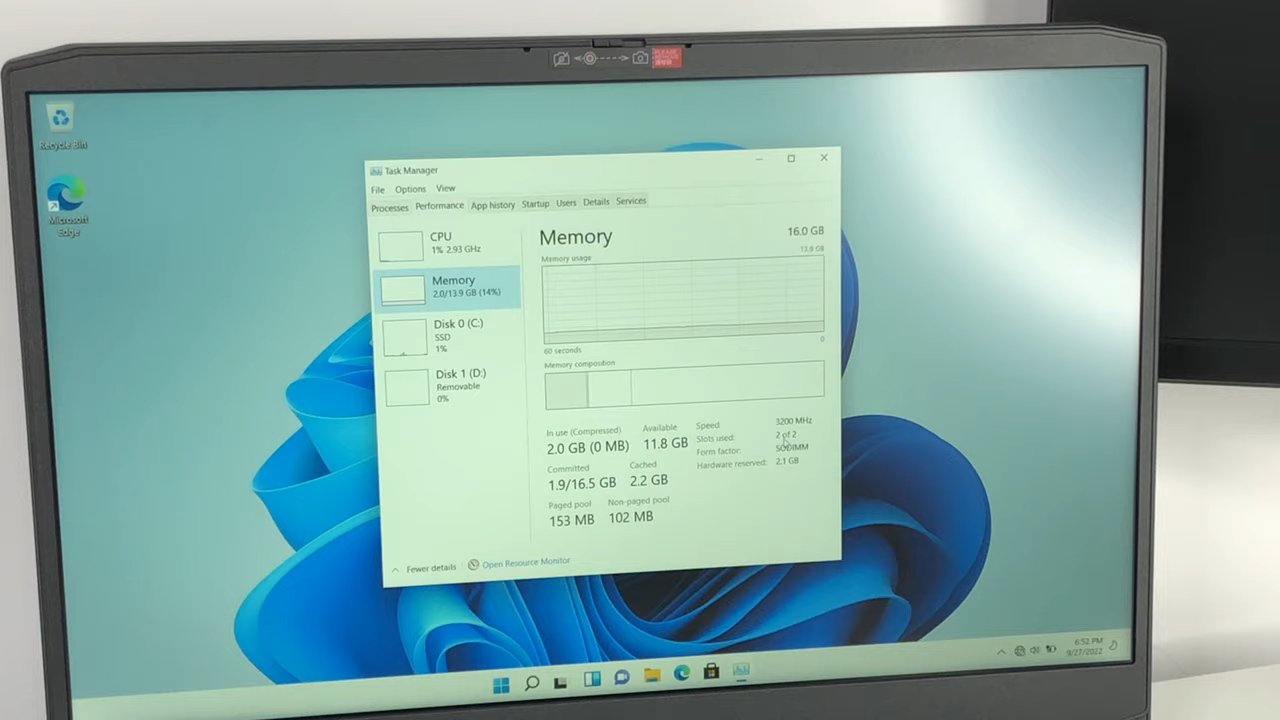 PLEASE
REMOVE
Recycle Bin
Microsoft
Edge
Task Manager
File Options View
Processes Performance App history Startup Users Details Services
CPU
1% 2.93 GHz
Memory
2.0/13.9 GB (14%)
Disk 0 (C:)
SSD
1%
Disk 1 (D:)
Removable
0%
Memory 16.0 GB
Memory usage 13.9 GB
60 seconds 0
Memory composition
In use (Compressed) Available
2.0 GB (0 MB) 11.8 GB
Committed Cached
1.9/16.5 GB 2.2 GB
Paged pool Non-paged pool
153 MB 102 MB
Speed 3200 MHz
Slots used: 2 of 2
Form factor: SODIMM
Hardware reserved: 2.1 GB
Fewer details Open Resource Monitor
6:52 PM
9/27/2022